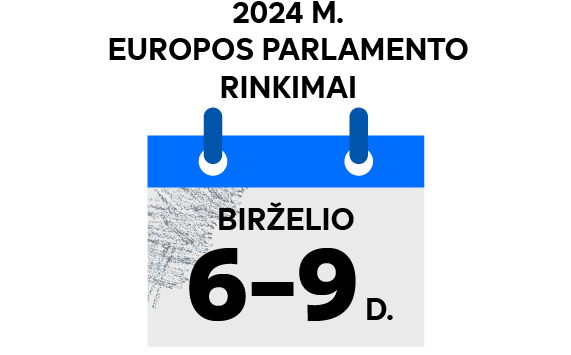 2024 M.
EUROPOS PARLAMENTO
RINKIMAI
BIRŽELIO
6–9 D.